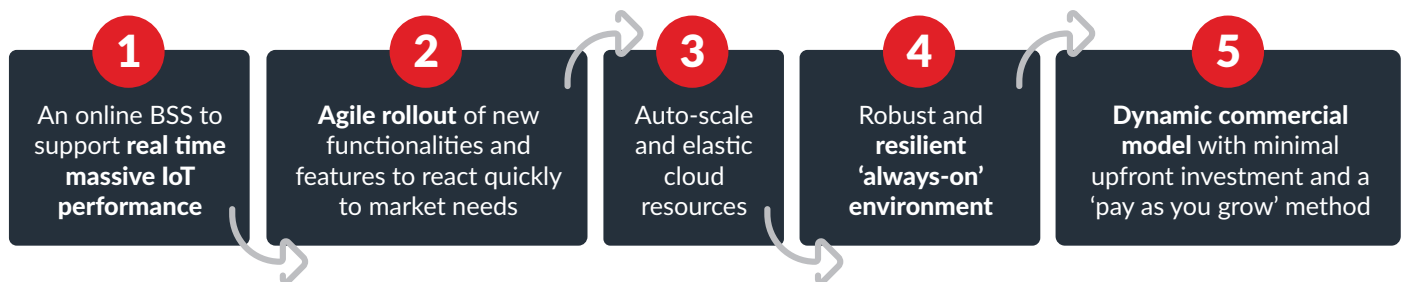 1
An online BSS to
support real time
massive IoT
performance
2
Agile rollout of new
functionalities and
features to react quickly
to market needs
3
Auto-scale
and elastic
cloud
resources
4
Robust and
resilient
‘always-on’
environment
5
Dynamic commercial
model with minimal
upfront investment and a
‘pay as you grow’ method